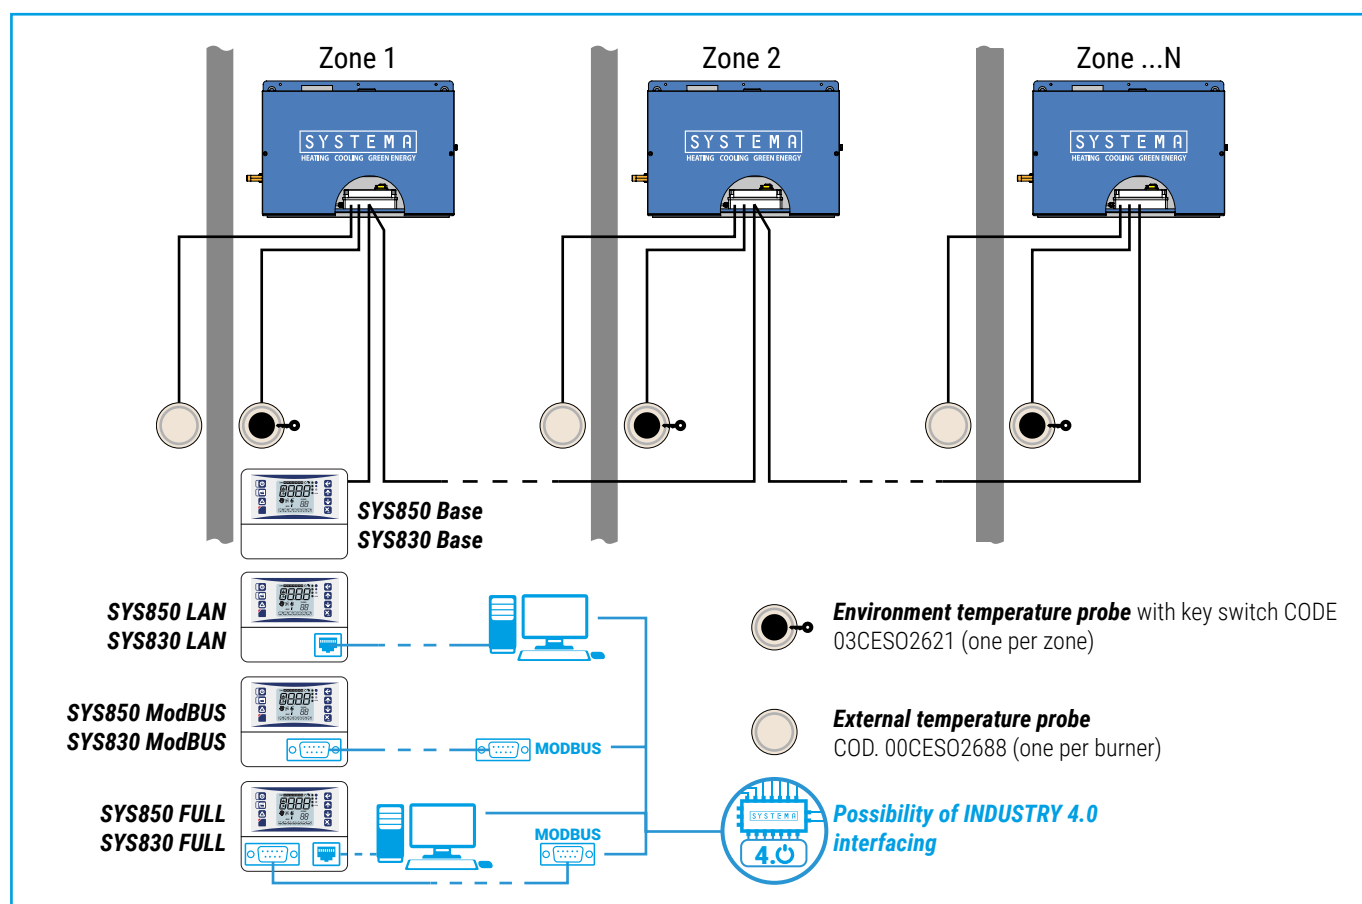 Zone 1
Zone 2
Zone ...N
SYSTEMA
HEATING COOLING GREEN ENERGY
SYSTEMA
HEATING COOLING GREEN ENERGY
SYSTEMA
HEATING COOLING GREEN ENERGY
SYS850 Base
SYS830 Base
SYS850 LAN
SYS830 LAN
SYS850 ModBUS
SYS830 ModBUS
MODBUS
SYS850 FULL
SYS830 FULL
MODBUS
Environment temperature probe with key switch CODE
03CESO2621 (one per zone)
External temperature probe
COD. 00CESO2688 (one per burner)
SYSTEMA
4.0
Possibility of INDUSTRY 4.0
interfacing